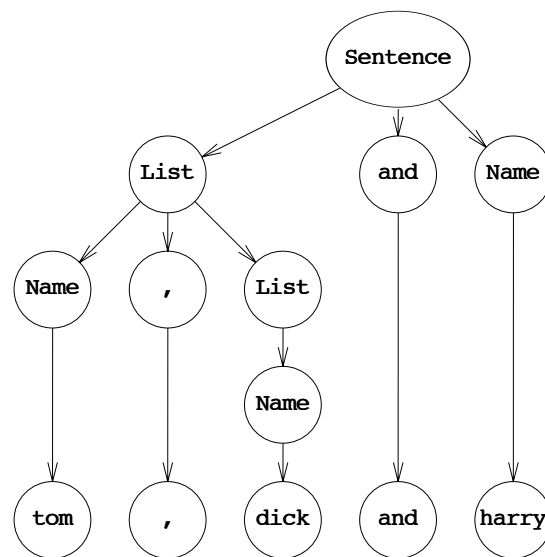 Sentence
List and Name
Name , List
Name
tom , dick and harry